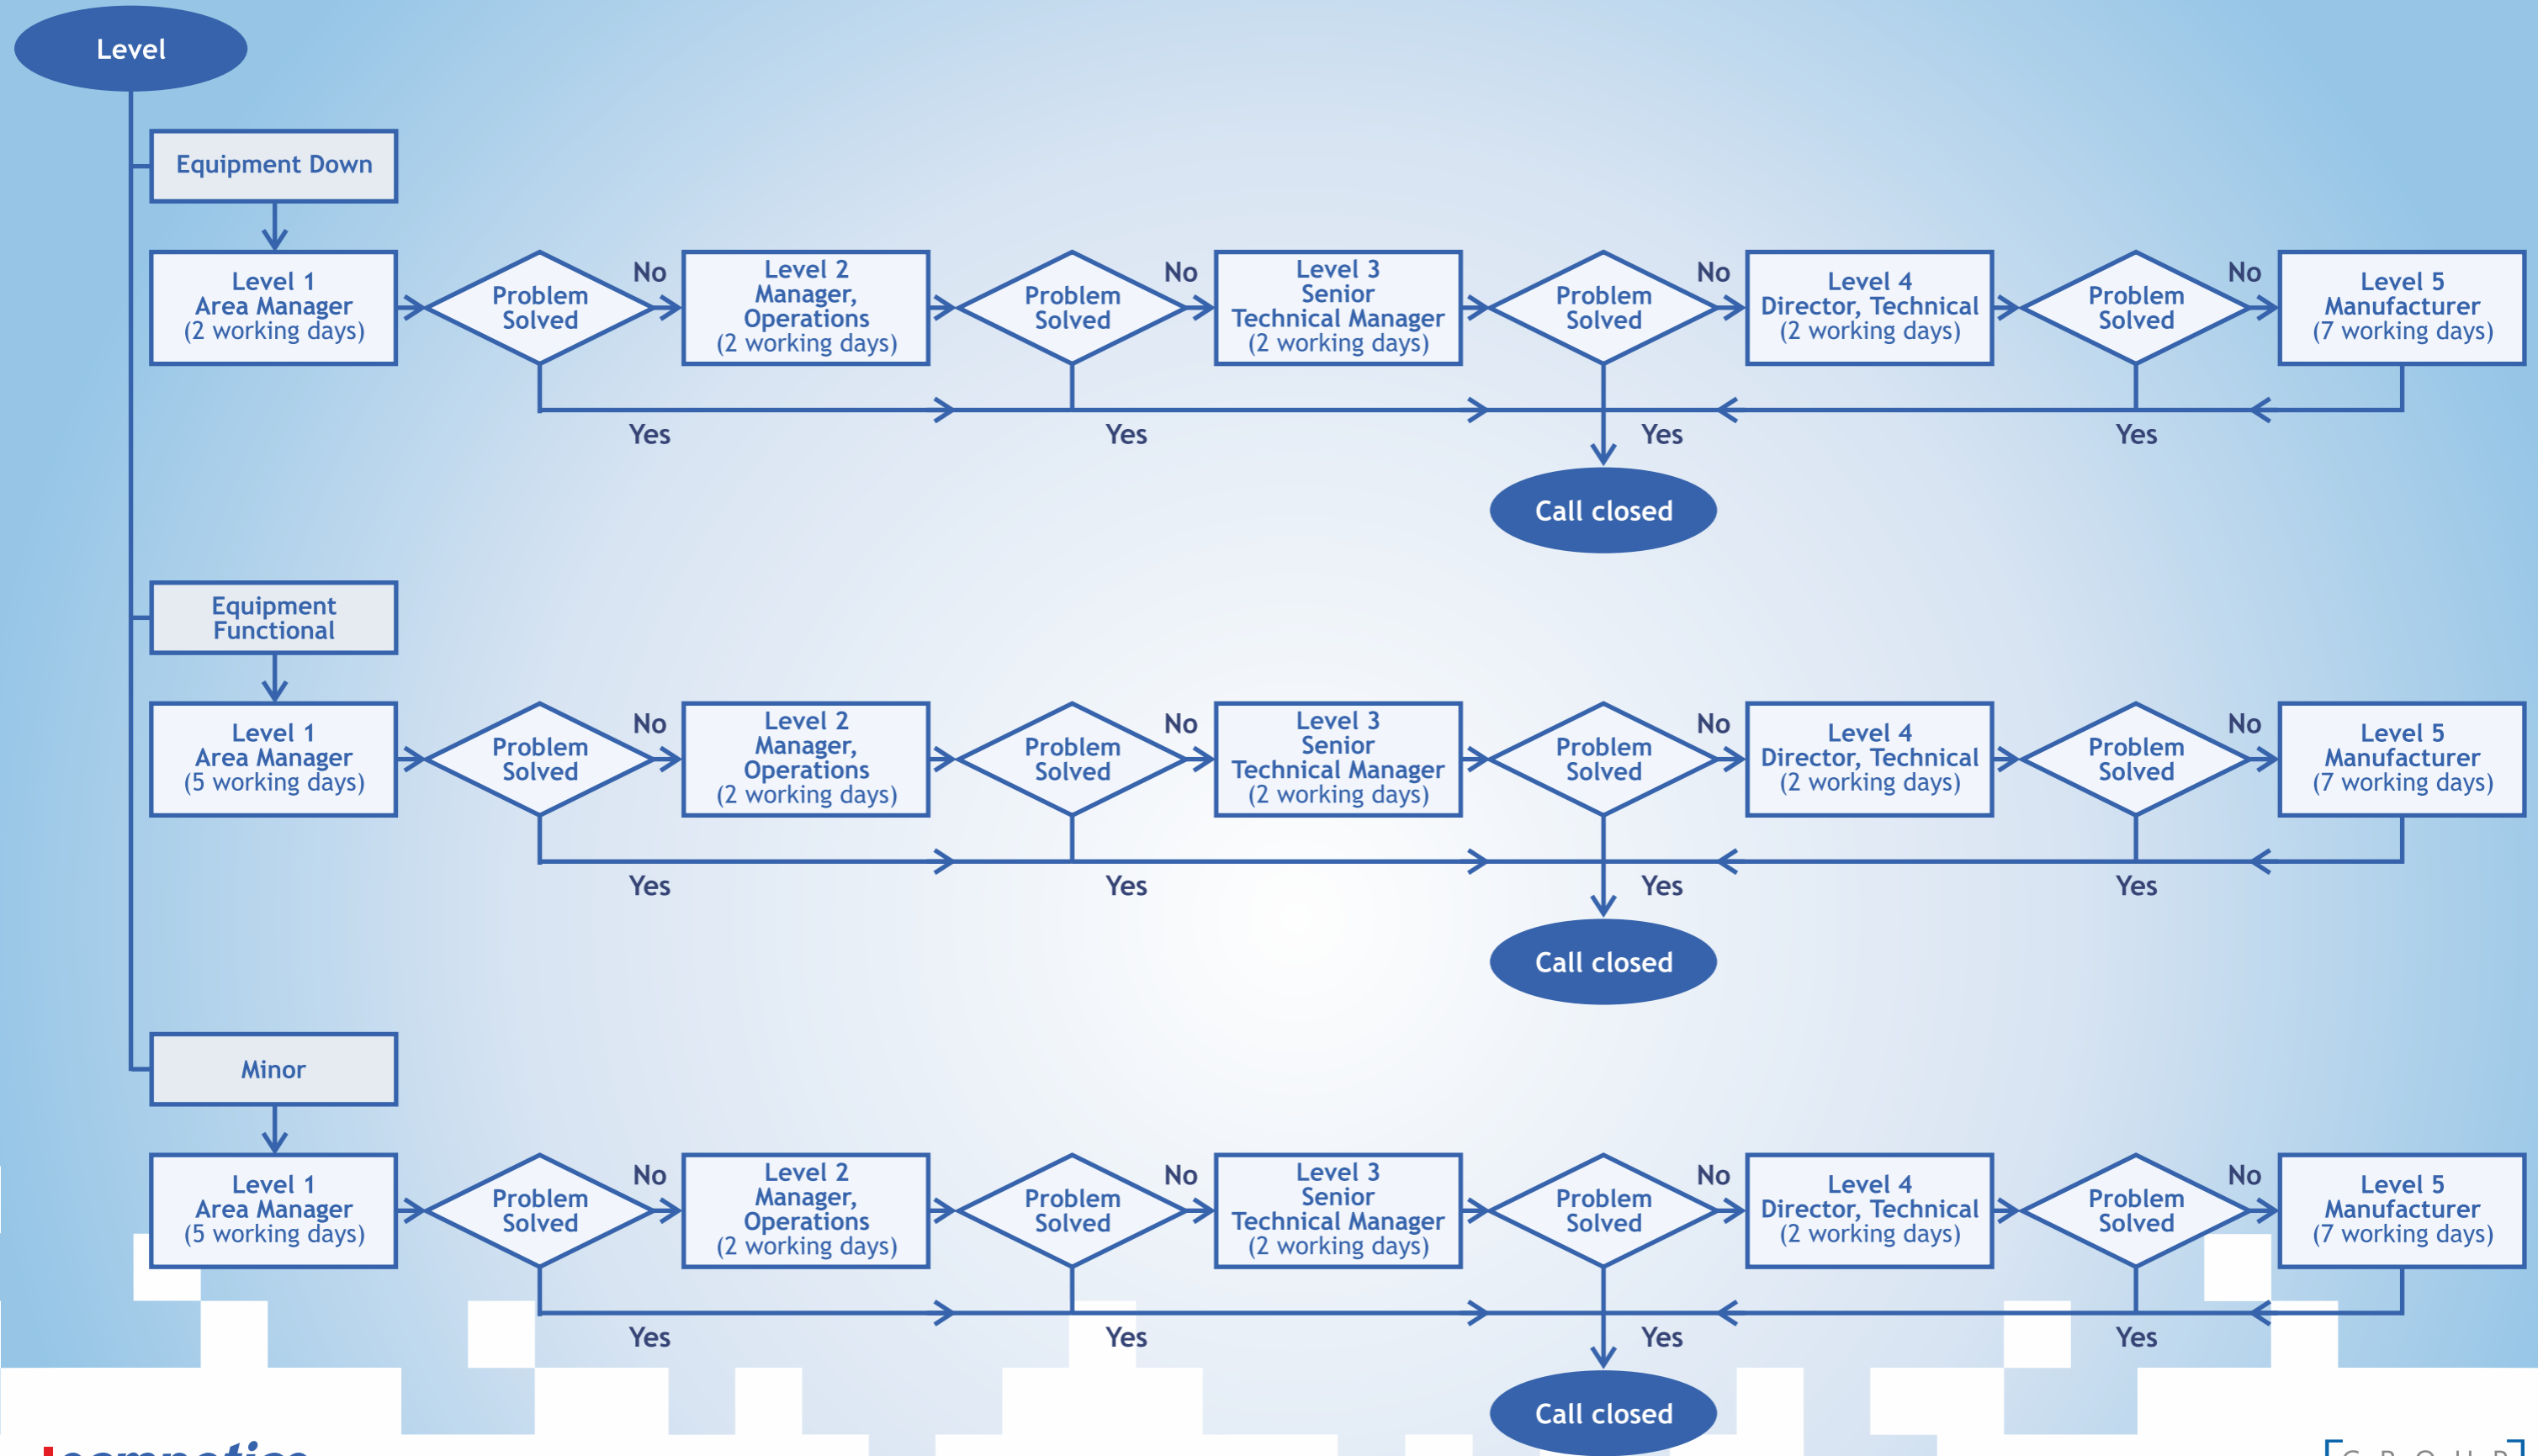 Level
Equipment Down
Level 1
Area Manager
(2 working days)
Problem
Solved
No
Level 2
Manager,
Operations
(2 working days)
Problem
Solved
No
Level 3
Senior
Technical Manager
(2 working days)
Problem
Solved
No
Level 4
Director, Technical
(2 working days)
Problem
Solved
No
Level 5
Manufacturer
(7 working days)
Yes
Yes
Yes
Yes
Call closed
Equipment
Functional
Level 1
Area Manager
(5 working days)
Problem
Solved
No
Level 2
Manager,
Operations
(2 working days)
Problem
Solved
No
Level 3
Senior
Technical Manager
(2 working days)
Problem
Solved
No
Level 4
Director, Technical
(2 working days)
Problem
Solved
No
Level 5
Manufacturer
(7 working days)
Yes
Yes
Yes
Yes
Call closed
Minor
Level 1
Area Manager
(5 working days)
Problem
Solved
No
Level 2
Manager,
Operations
(2 working days)
Problem
Solved
No
Level 3
Senior
Technical Manager
(2 working days)
Problem
Solved
No
Level 4
Director, Technical
(2 working days)
Problem
Solved
No
Level 5
Manufacturer
(7 working days)
Yes
Yes
Yes
Yes
Call closed